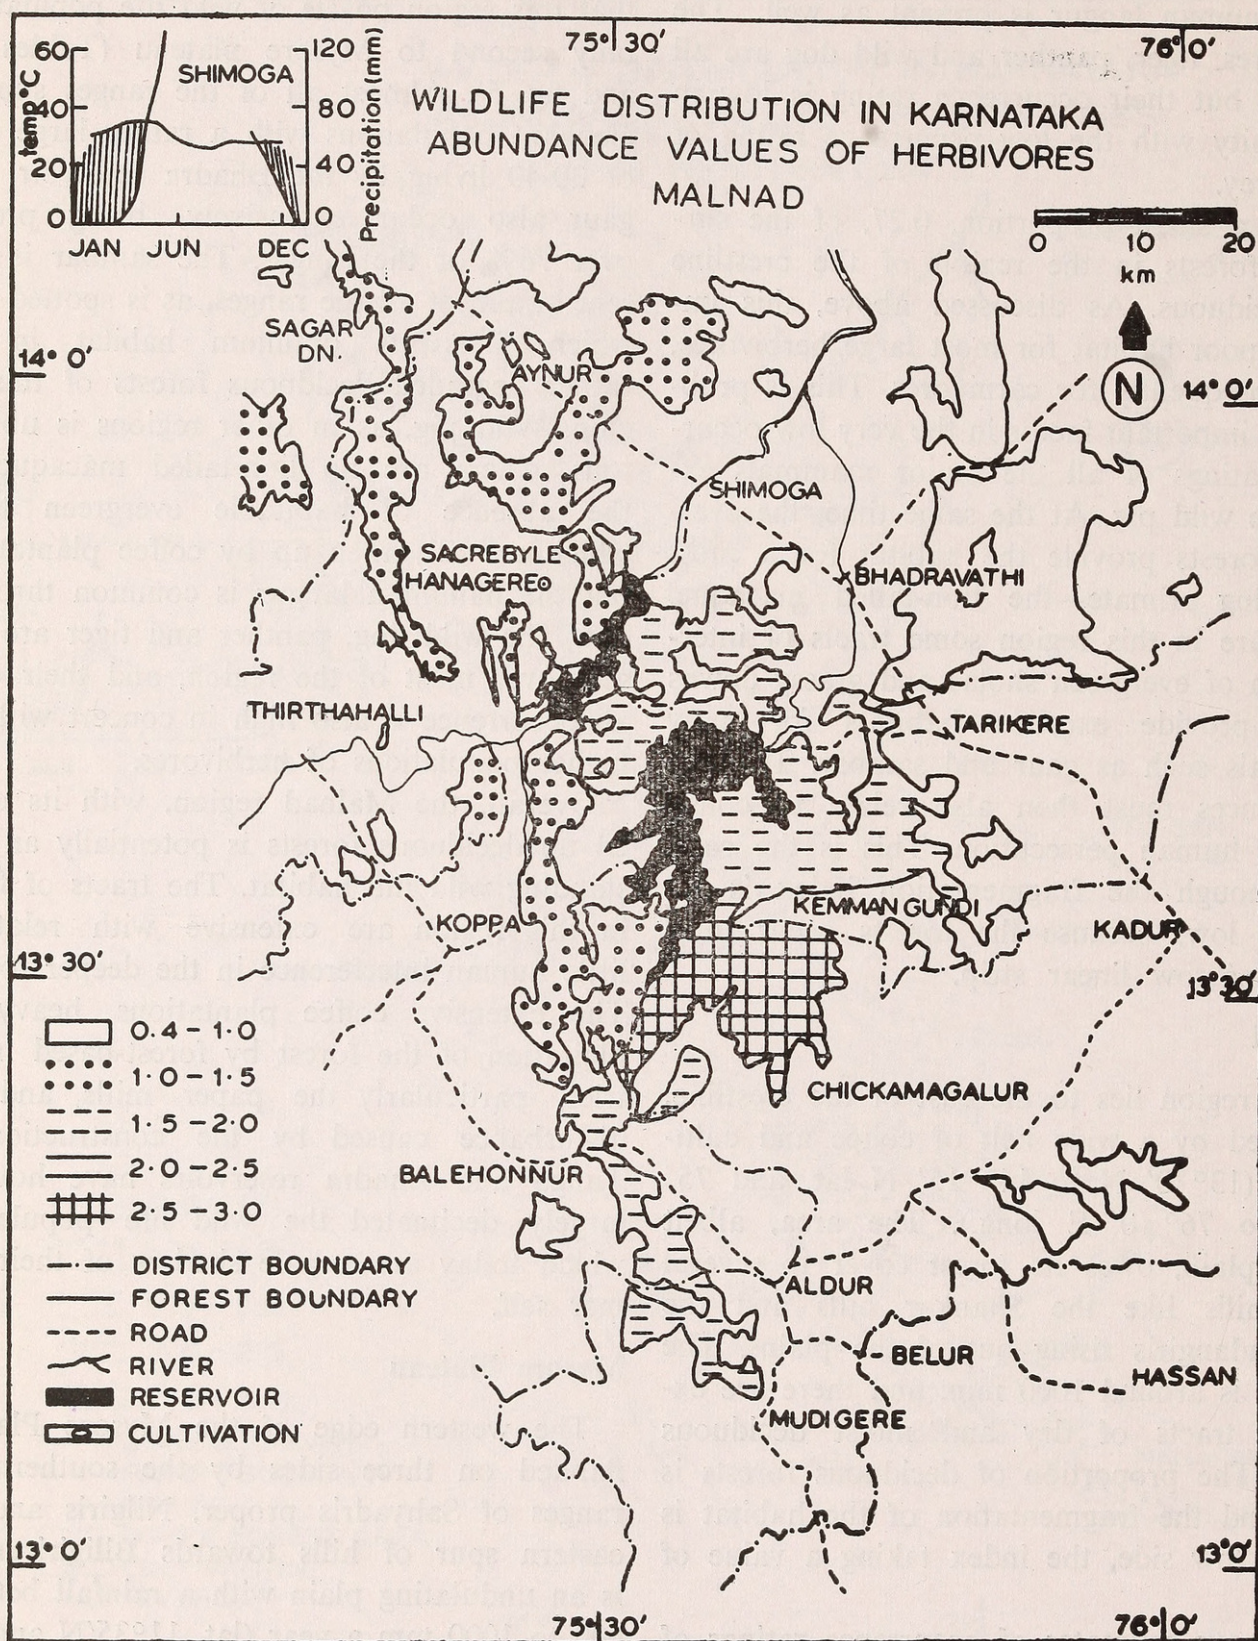 75° 30'
76° 0'
60
40
20
0
temp°C
SHIMOGA
120
80
40
0
Precipitation (mm)
JAN JUN DEC
WILDLIFE DISTRIBUTION IN KARNATAKA
ABUNDANCE VALUES OF HERBIVORES
MALNAD
0 10 20
km
N
SAGAR
DN.
14° 0'
14° 0'
AYNUR
SHIMOGA
SACREBYLE
HANAGERE
BHADRAVATHI
THIRTHAHALLI
TARIKERE
KEMMANGUNDI
KOPPA
KADUR
13° 30'
13° 30'
0.4 - 1.0
1.0 - 1.5
1.5 - 2.0
2.0 - 2.5
2.5 - 3.0
DISTRICT BOUNDARY
FOREST BOUNDARY
ROAD
RIVER
RESERVOIR
CULTIVATION
CHICKAMAGALUR
BALEHONNUR
ALDUR
BELUR
HASSAN
MUDIGERE
13° 0'
13° 0'
75° 30'
76° 0'